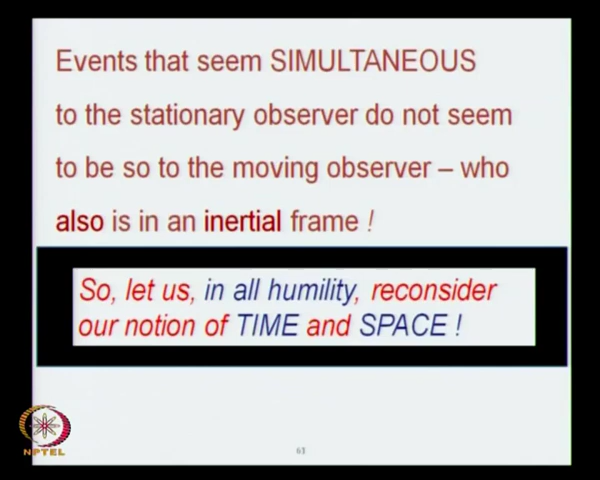 Events that seem SIMULTANEOUS
to the stationary observer do not seem
to be so to the moving observer – who
also is in an inertial frame !
So, let us, in all humility, reconsider
our notion of TIME and SPACE !
NPTEL
61